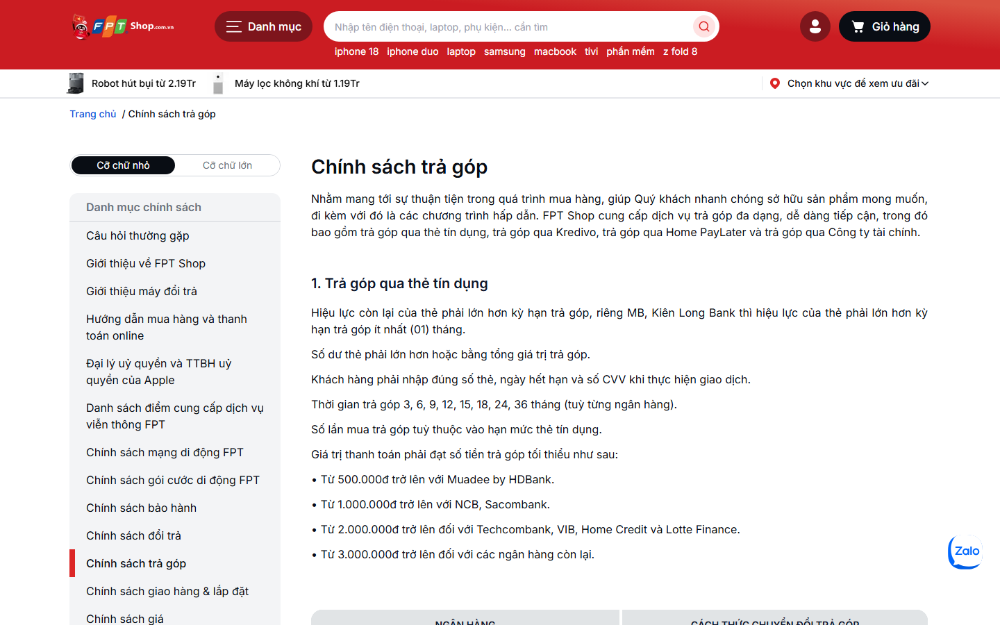 FPT Shop.com.vn
Danh mục
Nhập tên điện thoại, laptop, phụ kiện... cần tìm
Giỏ hàng
iphone 18 iphone duo laptop samsung macbook tivi phần mềm z fold 8
Robot hút bụi từ 2.19Tr
Máy lọc không khí từ 1.19Tr
Chọn khu vực để xem ưu đãi
Trang chủ / Chính sách trả góp
Cỡ chữ nhỏ
Cỡ chữ lớn
Danh mục chính sách
Câu hỏi thường gặp
Giới thiệu về FPT Shop
Giới thiệu máy đổi trả
Hướng dẫn mua hàng và thanh
toán online
Đại lý uỷ quyền và TTBH uỷ
quyền của Apple
Danh sách điểm cung cấp dịch vụ
viễn thông FPT
Chính sách mạng di động FPT
Chính sách gói cước di động FPT
Chính sách bảo hành
Chính sách đổi trả
Chính sách trả góp
Chính sách giao hàng & lắp đặt
Chính sách giá
Chính sách trả góp
Nhằm mang tới sự thuận tiện trong quá trình mua hàng, giúp Quý khách nhanh chóng sở hữu sản phẩm mong muốn,
đi kèm với đó là các chương trình hấp dẫn. FPT Shop cung cấp dịch vụ trả góp đa dạng, dễ dàng tiếp cận, trong đó
bao gồm trả góp qua thẻ tín dụng, trả góp qua Kredivo, trả góp qua Home PayLater và trả góp qua Công ty tài chính.
1. Trả góp qua thẻ tín dụng
Hiệu lực còn lại của thẻ phải lớn hơn kỳ hạn trả góp, riêng MB, Kiên Long Bank thì hiệu lực của thẻ phải lớn hơn kỳ
hạn trả góp ít nhất (01) tháng.
Số dư thẻ phải lớn hơn hoặc bằng tổng giá trị trả góp.
Khách hàng phải nhập đúng số thẻ, ngày hết hạn và số CVV khi thực hiện giao dịch.
Thời gian trả góp 3, 6, 9, 12, 15, 18, 24, 36 tháng (tuỳ từng ngân hàng).
Số lần mua trả góp tuỳ thuộc vào hạn mức thẻ tín dụng.
Giá trị thanh toán phải đạt số tiền trả góp tối thiểu như sau:
• Từ 500.000đ trở lên với Muadee by HDBank.
• Từ 1.000.000đ trở lên với NCB, Sacombank.
• Từ 2.000.000đ trở lên đối với Techcombank, VIB, Home Credit và Lotte Finance.
• Từ 3.000.000đ trở lên đối với các ngân hàng còn lại.
Zalo
NGÂN HÀNG
CÁCH THỨC CHUYỂN ĐỔI TRẢ GÓP